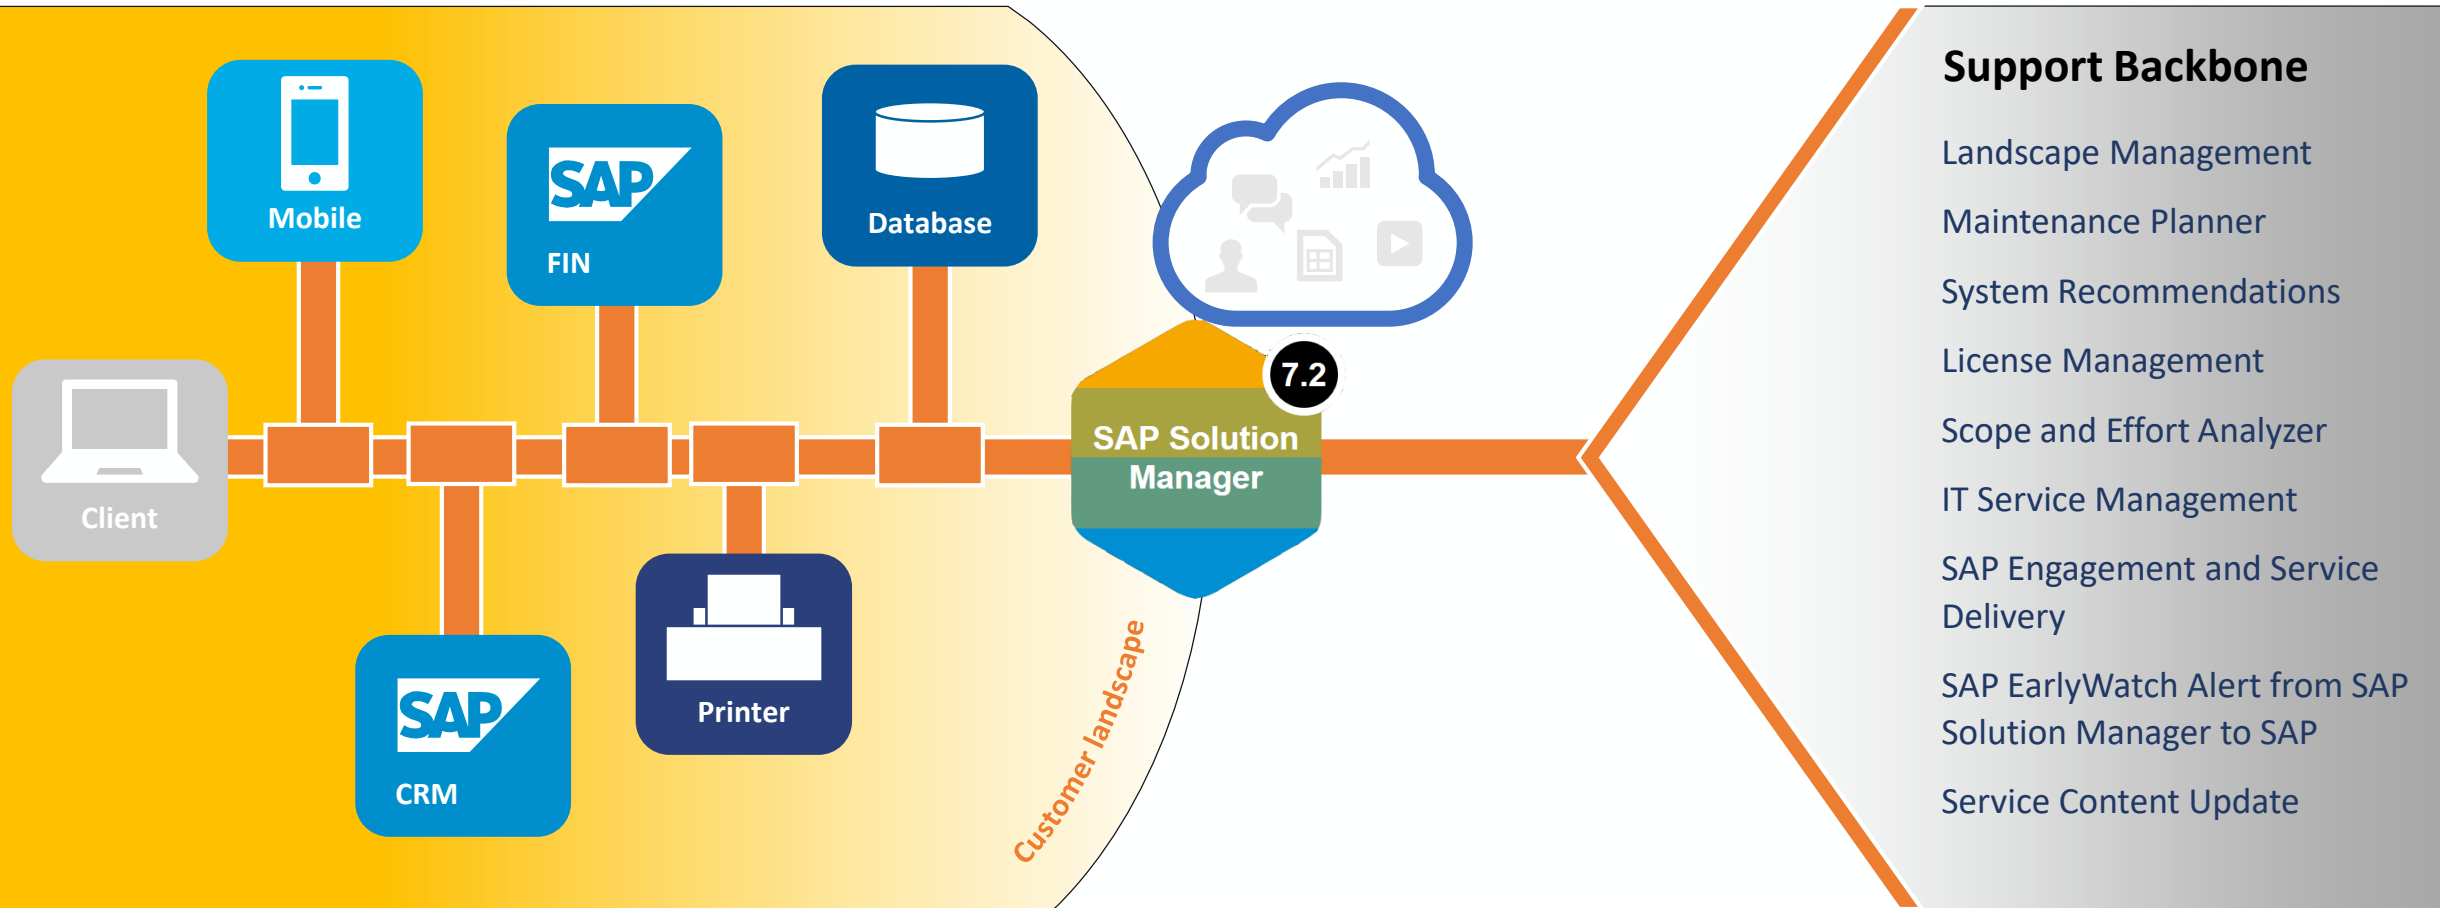 Mobile
SAP
FIN
Database
Client
SAP
CRM
Printer
Customer landscape
7.2
SAP Solution
Manager
Support Backbone
Landscape Management
Maintenance Planner
System Recommendations
License Management
Scope and Effort Analyzer
IT Service Management
SAP Engagement and Service
Delivery
SAP EarlyWatch Alert from SAP
Solution Manager to SAP
Service Content Update